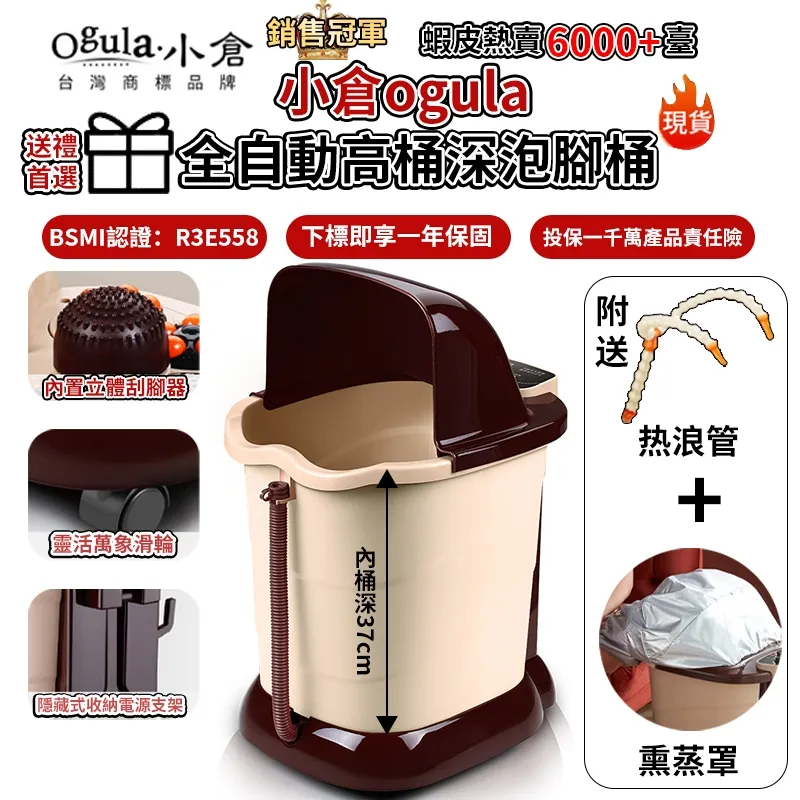 Ogula·小倉
台灣商標品牌
銷售冠軍
蝦皮熱賣6000+臺
小倉ogula
現貨
送禮
首選
全自動高桶深泡腳桶
BSMI認證：R3E558
下標即享一年保固
投保一千萬產品責任險
內置立體刮腳器
靈活萬象滑輪
隱藏式收納電源支架
內桶深37cm
附送
热浪管
+
熏蒸罩